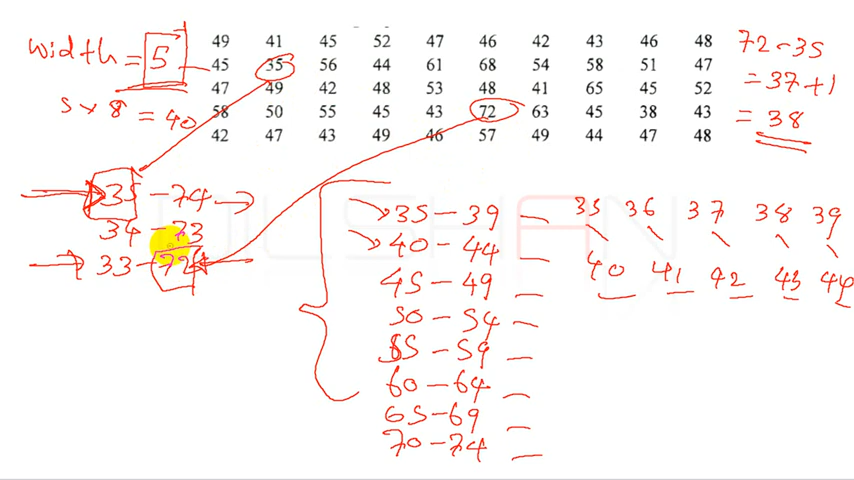 width = 5
5 x 8 = 40
49 41 45 52 47 46 42 43 46 48
45 35 56 44 61 68 54 58 51 47
47 49 42 48 53 48 41 65 45 52
58 50 55 45 43 72 63 45 38 43
42 47 43 49 46 57 49 44 47 48
72 - 35
= 37 + 1
= 38
35 - 74
34 - 73
33 - 72
35 - 39
40 - 44
45 - 49
50 - 54
55 - 59
60 - 64
65 - 69
70 - 74
35 36 37 38 39
40 41 42 43 44